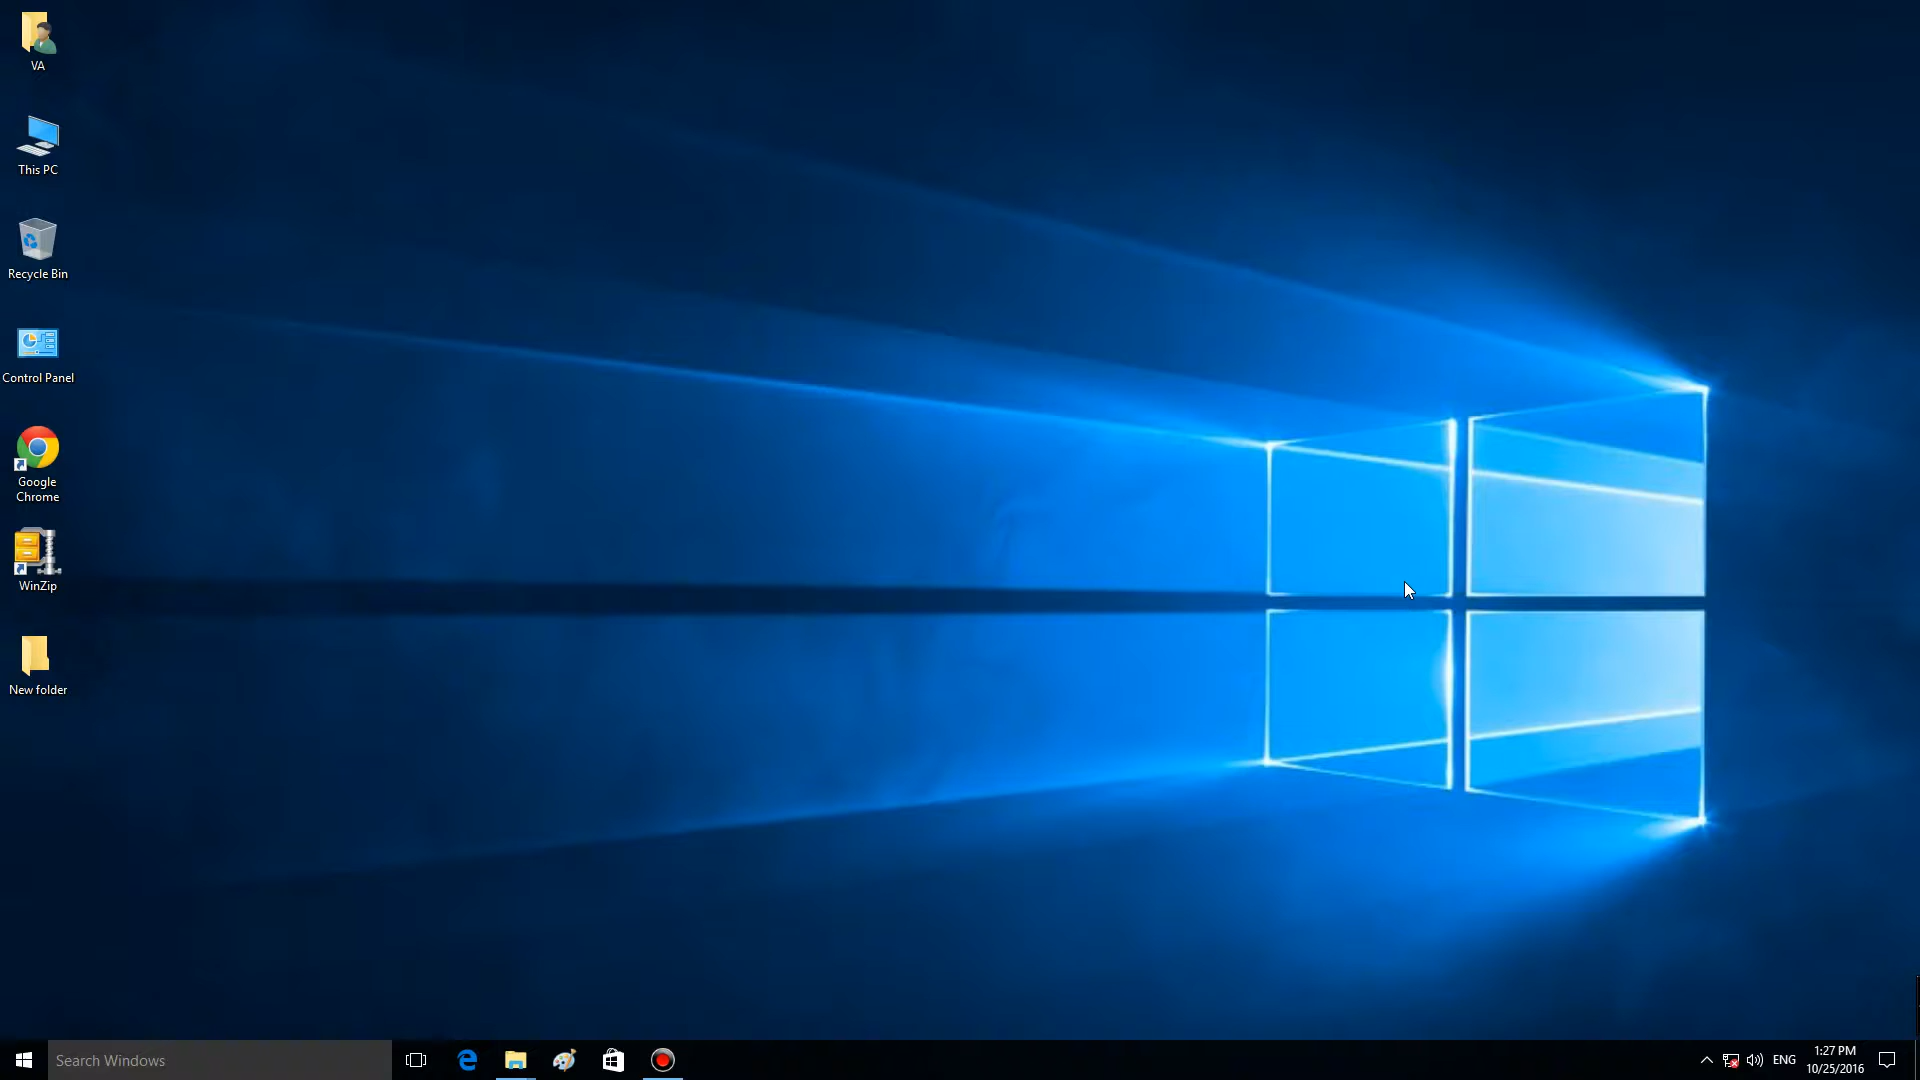 VA
This PC
Recycle Bin
Control Panel
Google
Chrome
WinZip
New folder
Search Windows
ENG
1:27 PM
10/25/2016